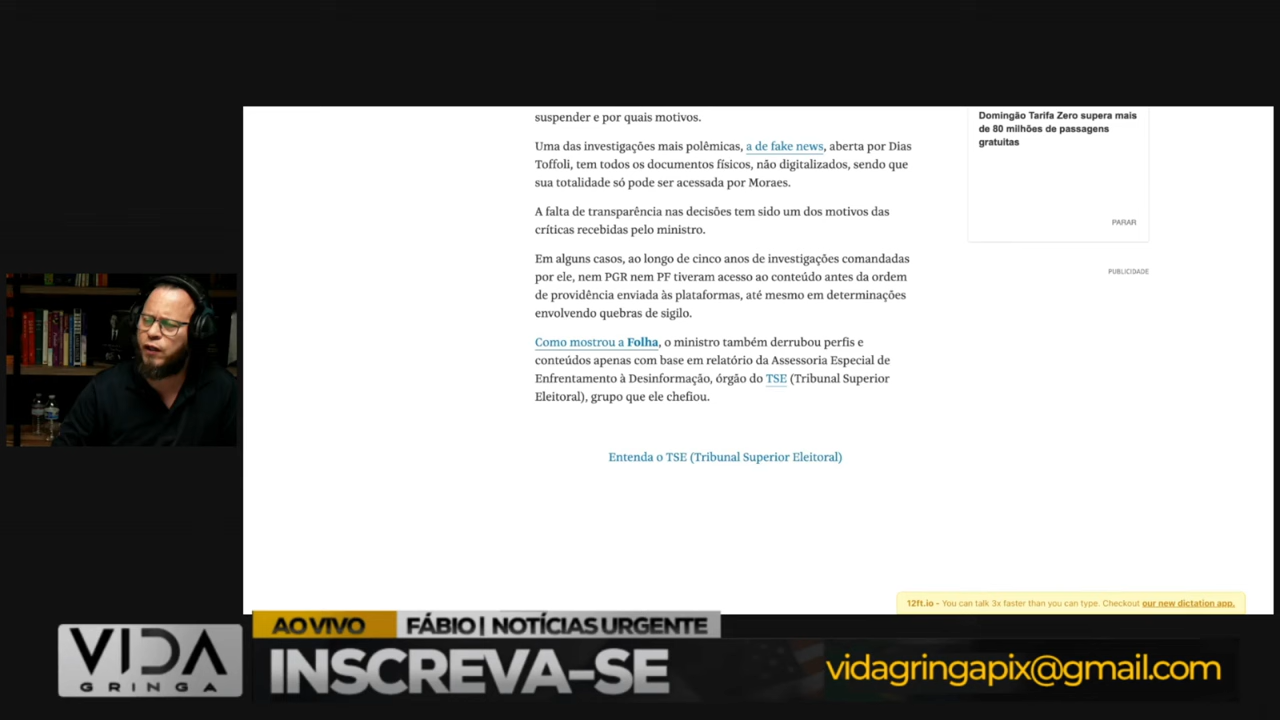 suspender e por quais motivos.
Uma das investigações mais polêmicas, a de fake news, aberta por Dias
Toffoli, tem todos os documentos físicos, não digitalizados, sendo que
sua totalidade só pode ser acessada por Moraes.
A falta de transparência nas decisões tem sido um dos motivos das
críticas recebidas pelo ministro.
Em alguns casos, ao longo de cinco anos de investigações comandadas
por ele, nem PGR nem PF tiveram acesso ao conteúdo antes da ordem
de providência enviada às plataformas, até mesmo em determinações
envolvendo quebras de sigilo.
Como mostrou a Folha, o ministro também derrubou perfis e
conteúdos apenas com base em relatório da Assessoria Especial de
Enfrentamento à Desinformação, órgão do TSE (Tribunal Superior
Eleitoral), grupo que ele chefiou.
Entenda o TSE (Tribunal Superior Eleitoral)
Domingão Tarifa Zero supera mais
de 80 milhões de passagens
gratuitas
PARAR
PUBLICIDADE
12ft.io – You can talk 3x faster than you can type. Checkout our new dictation app.
AO VIVO
FÁBIO | NOTÍCIAS URGENTE
VIDA
GRINGA
INSCREVA-SE
vidagringapix@gmail.com